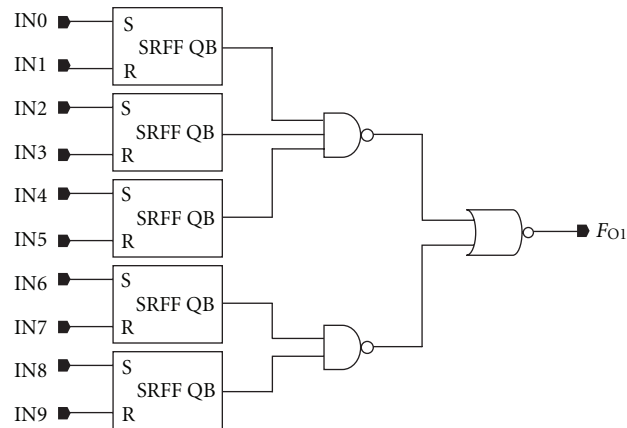 IN0
S
SRFF QB
IN1
R
IN2
S
SRFF QB
IN3
R
IN4
S
SRFF QB
IN5
R
IN6
S
SRFF QB
IN7
R
IN8
S
SRFF QB
IN9
R
FO1